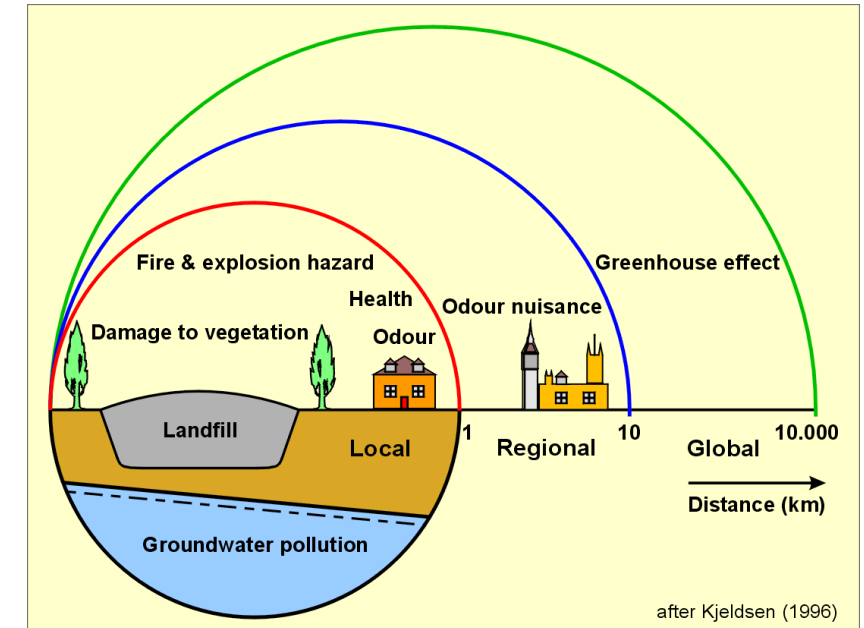 Fire & explosion hazard
Greenhouse effect
Health
Odour nuisance
Damage to vegetation
Odour
Landfill
Local
1
Regional
10
Global
10.000
Distance (km)
Groundwater pollution
after Kjeldsen (1996)